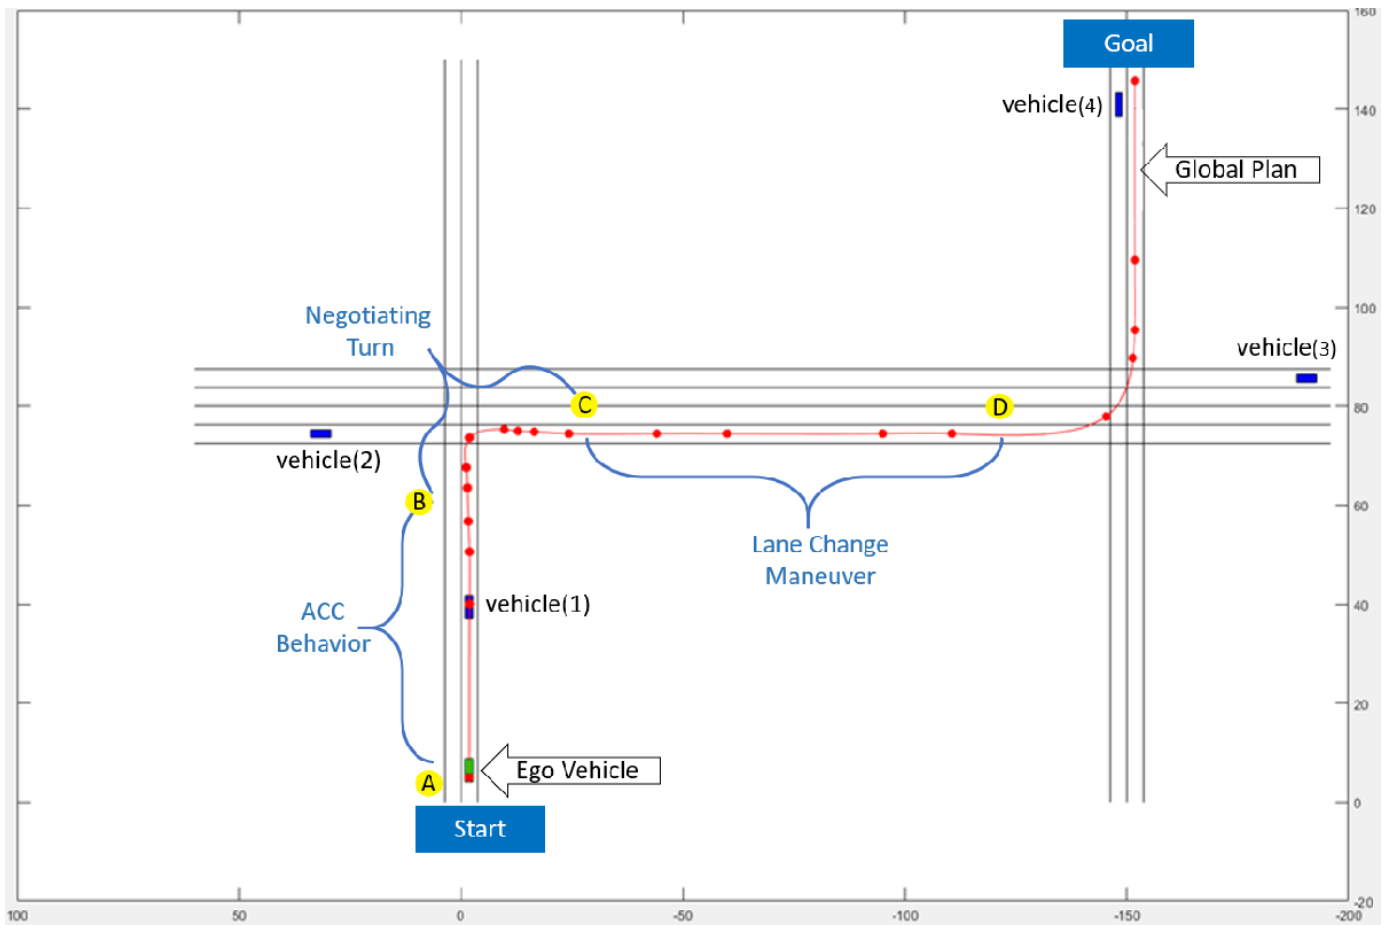 160
Goal
vehicle(4)
140
Global Plan
120
Negotiating
Turn
100
vehicle(3)
C
D
80
vehicle(2)
B
60
Lane Change
Maneuver
ACC
Behavior
vehicle(1)
40
20
Ego Vehicle
A
0
Start
-20
100
50
0
-50
-100
-150
-200